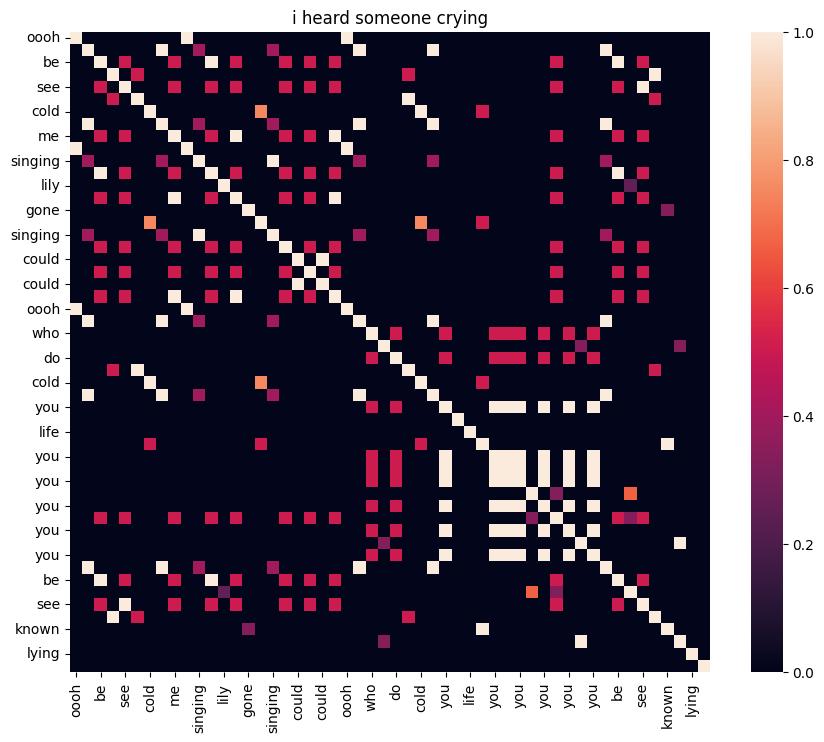 i heard someone crying
oooh
be
see
cold
me
singing
lily
gone
singing
could
could
oooh
who
do
cold
you
life
you
you
you
you
you
be
see
known
lying
oooh
be
see
cold
me
singing
lily
gone
singing
could
could
oooh
who
do
cold
you
life
you
you
you
you
you
be
see
known
lying
1.0
0.8
0.6
0.4
0.2
0.0